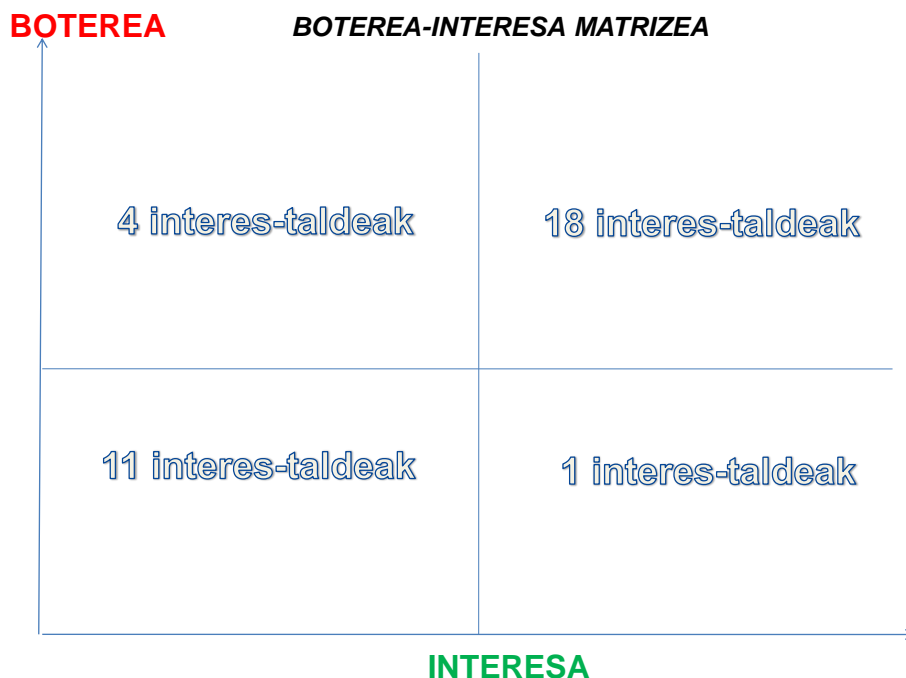 BOTEREA
BOTEREA-INTERESA MATRIZEA
4 interes-taldeak
18 interes-taldeak
11 interes-taldeak
1 interes-taldeak
INTERESA